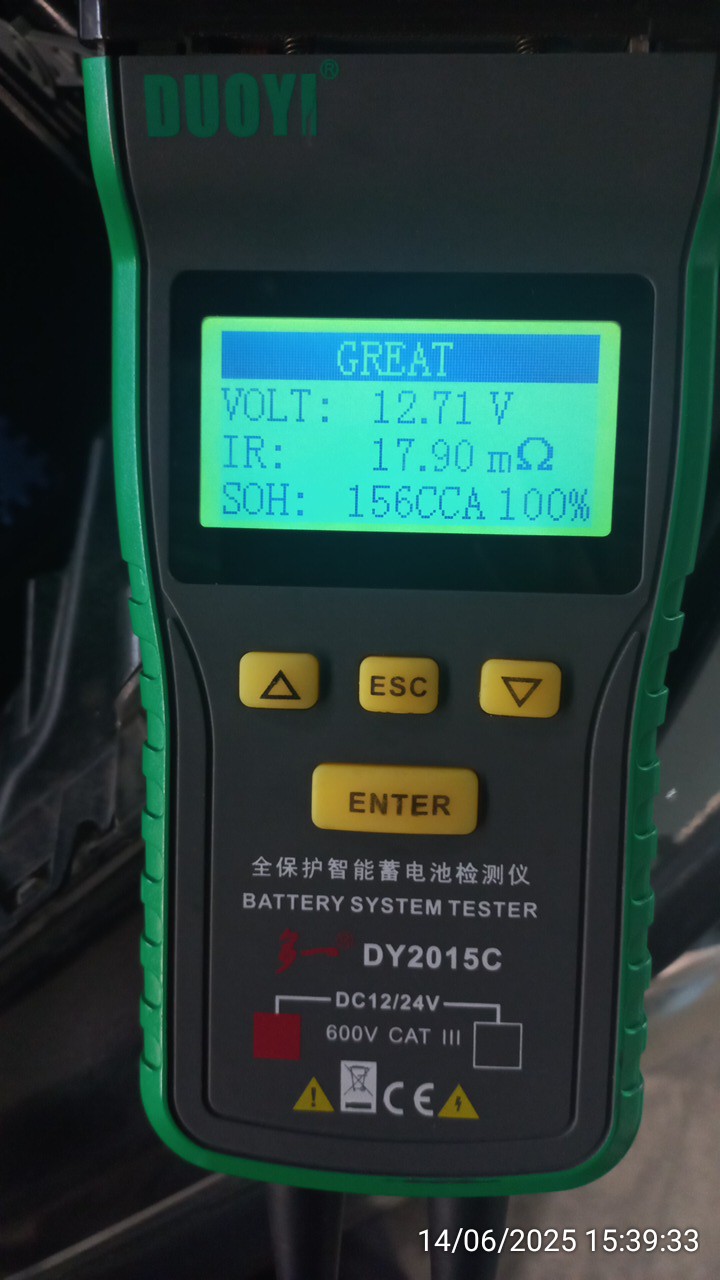 DUOYI®
GREAT
VOLT: 12.71 V
IR: 17.90 mΩ
SOH: 156CCA 100%
△ ESC ▽
ENTER
全保护智能蓄电池检测仪
BATTERY SYSTEM TESTER
DY2015C
DC12/24V
600V CAT III
CE
14/06/2025 15:39:33